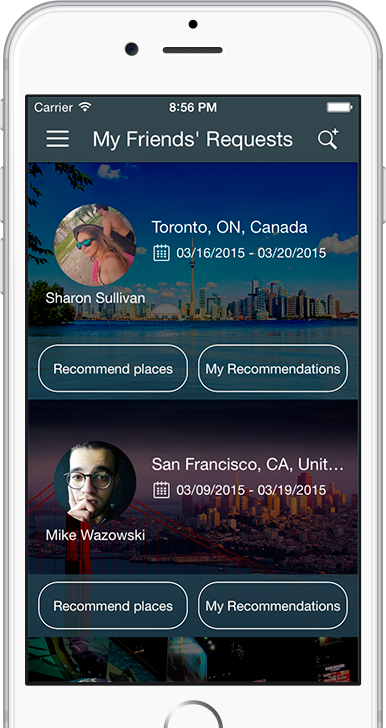 Carrier 8:56 PM
My Friends' Requests
Toronto, ON, Canada
03/16/2015 - 03/20/2015
Sharon Sullivan
Recommend places My Recommendations
San Francisco, CA, Unit...
03/09/2015 - 03/19/2015
Mike Wazowski
Recommend places My Recommendations